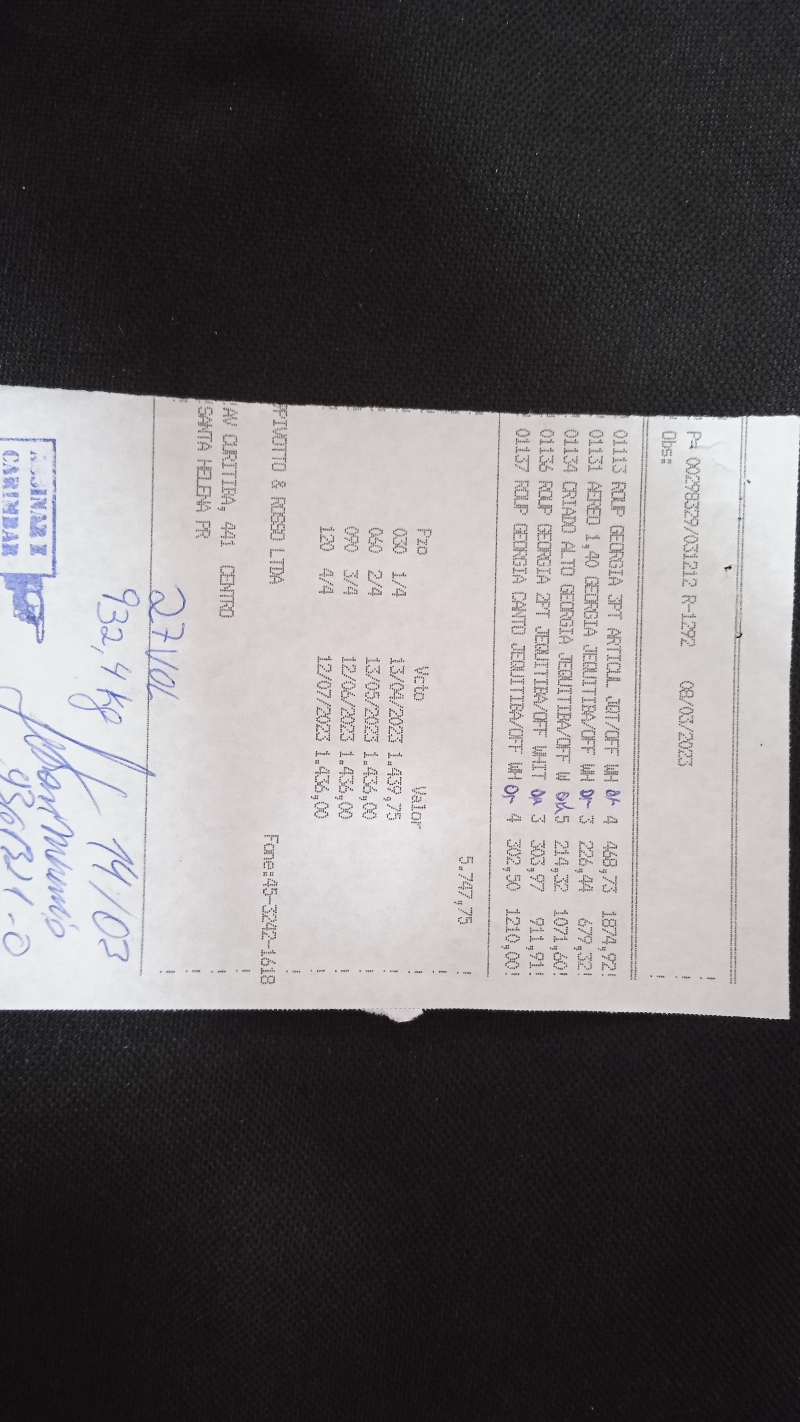 P= 00298329/031212 R-1292 08/03/2023
Obs:
01113 ROUP GEORGIA 3PT ARTICUL JQT/OFF WH 4 468,73 1874,92!
01131 AEREO 1,40 GEORGIA JEQUITIBA/OFF WH 3 226,44 679,32!
01134 CRIADO ALTO GEORGIA JEQUITIBA/OFF W 5 214,32 1071,60!
01136 ROUP GEORGIA 2PT JEQUITIBA/OFF WHIT 3 303,97 911,91!
01137 ROUP GEORGIA CANTO JEQUITIBA/OFF WH 4 302,50 1210,00!
5.747,75
Pzo Vcto Valor
030 1/4 13/04/2023 1.439,75
060 2/4 13/05/2023 1.436,00
090 3/4 12/06/2023 1.436,00
120 4/4 12/07/2023 1.436,00
PIVOTTO & ROSSO LTDA Fone:45-3242-1618
AV CURITIBA, 441 CENTRO
SANTA HELENA PR
27 VOL
932,4 kg 14/03
CARIMBAR